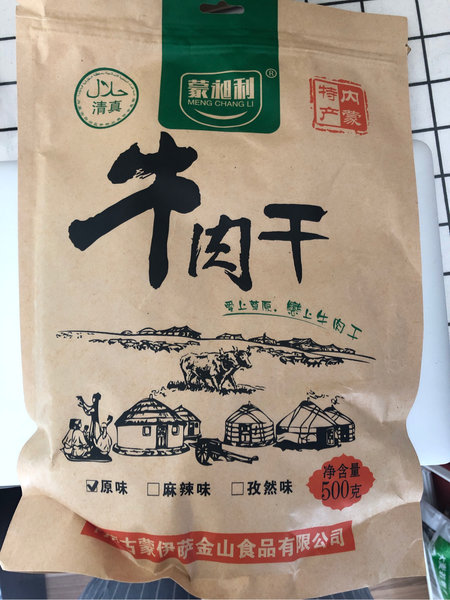 حلال
清真
蒙昶利®
MENG CHANG LI
内蒙
特产
牛肉干
爱上草原，戀上牛肉干
☑原味 □麻辣味 □孜然味
净含量
500克
古蒙伊萨金山食品有限公司